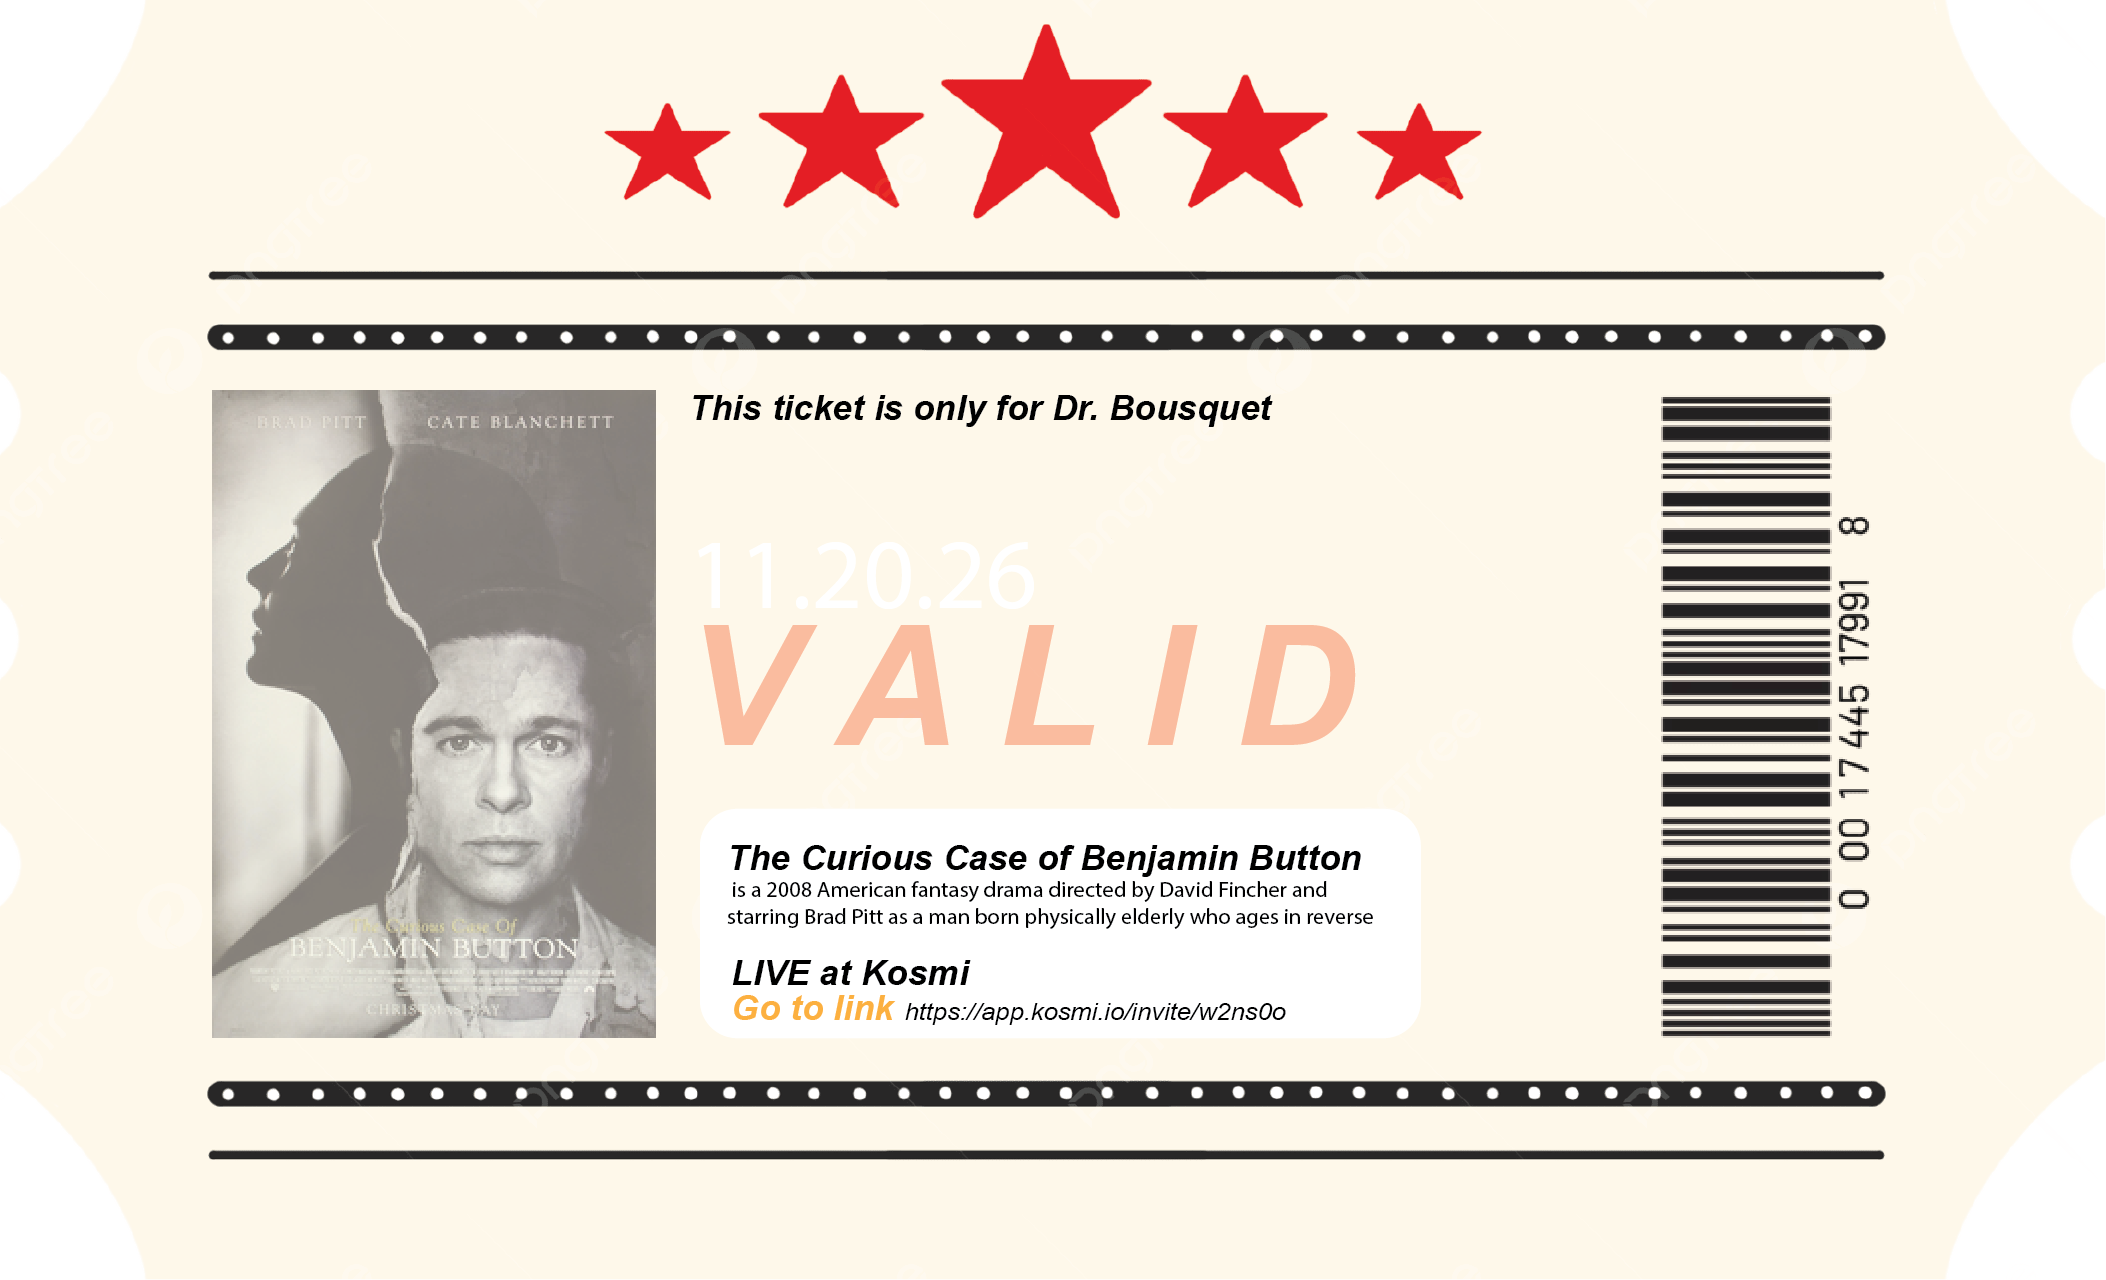 This ticket is only for Dr. Bousquet
BRAD PITT CATE BLANCHETT
11.20.26
VALID
The Curious Case Of
BENJAMIN BUTTON
CHRISTMAS DAY
The Curious Case of Benjamin Button
is a 2008 American fantasy drama directed by David Fincher and
starring Brad Pitt as a man born physically elderly who ages in reverse
LIVE at Kosmi
Go to link https://app.kosmi.io/invite/w2ns0o
0 00 17445 17991 8